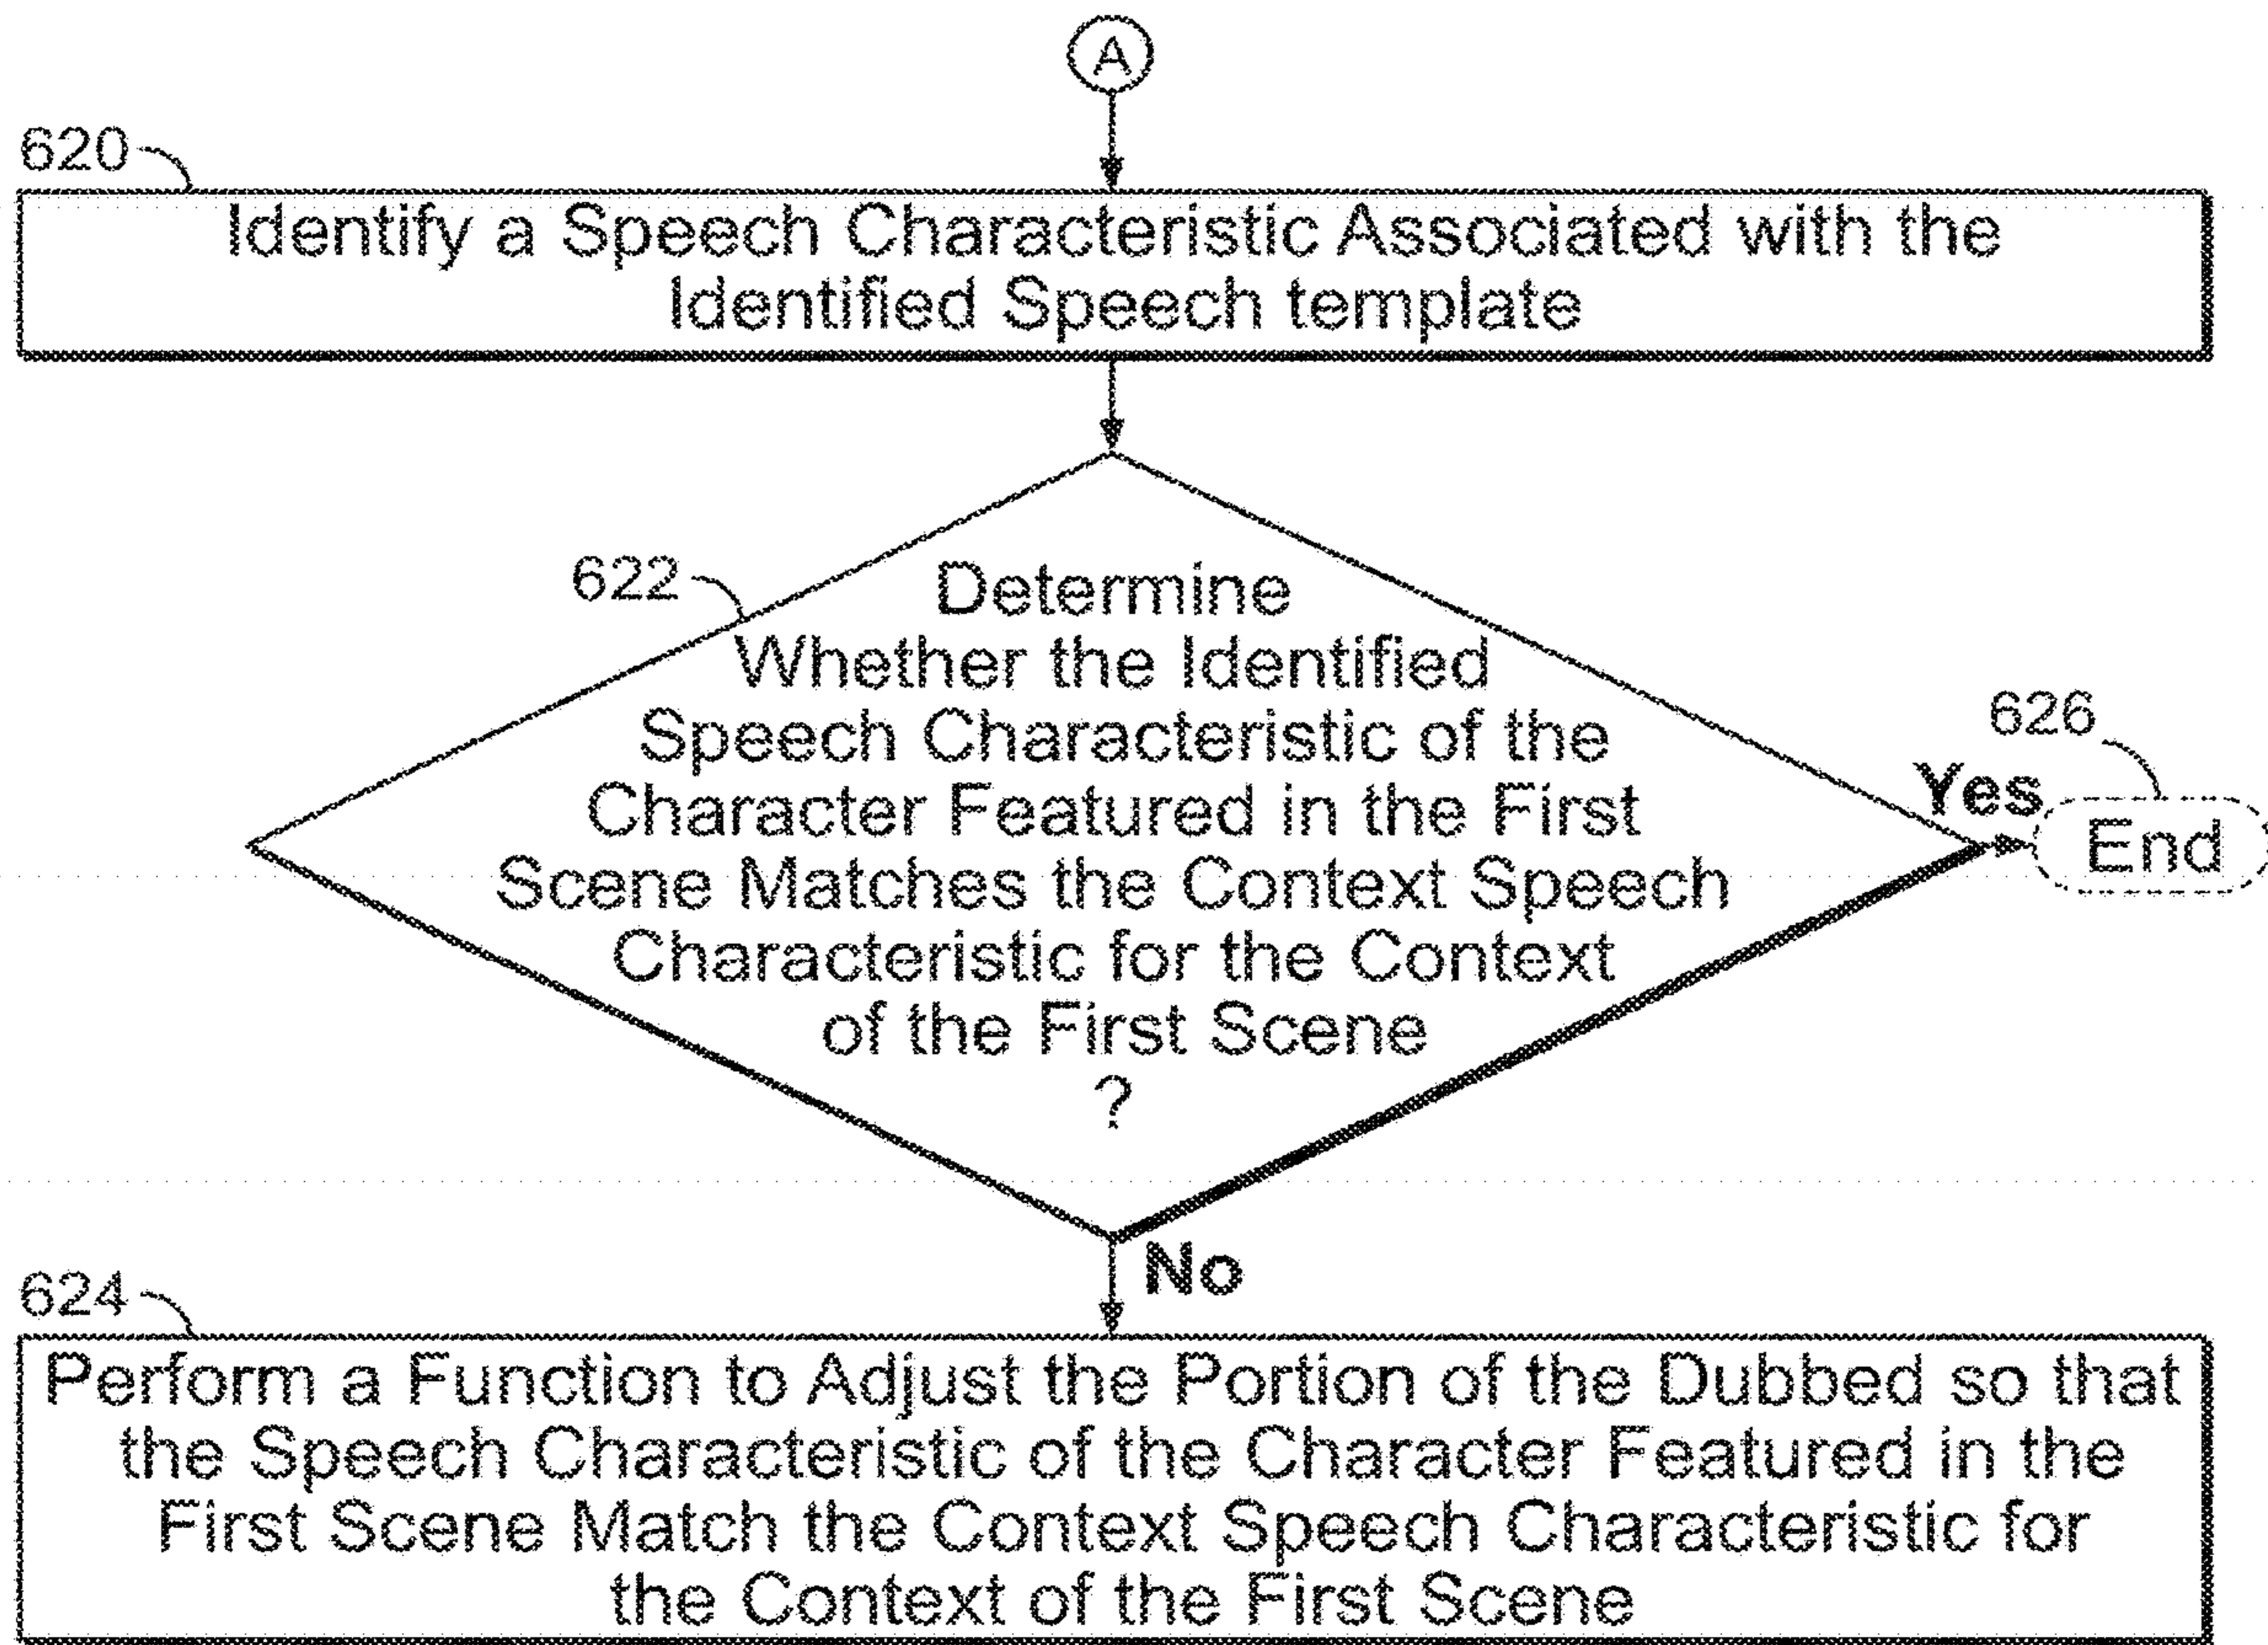 A
620
Identify a Speech Characteristic Associated with the
Identified Speech template
622
Determine
Whether the Identified
Speech Characteristic of the
Character Featured in the First
Scene Matches the Context Speech
Characteristic for the Context
of the First Scene
?
Yes
626
End
No
624
Perform a Function to Adjust the Portion of the Dubbed so that
the Speech Characteristic of the Character Featured in the
First Scene Match the Context Speech Characteristic for
the Context of the First Scene